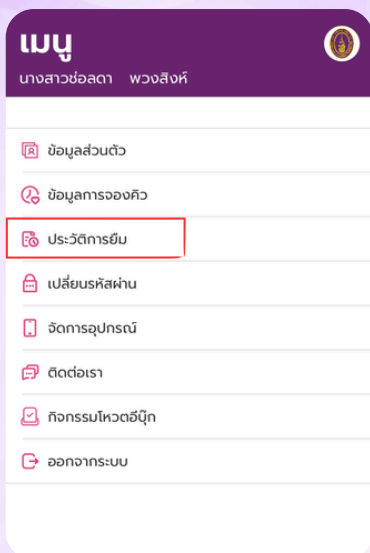 เมนู
นางสาวช่อลดา พวงสิงห์
ข้อมูลส่วนตัว
ข้อมูลการจองคิว
ประวัติการยืม
เปลี่ยนรหัสผ่าน
จัดการอุปกรณ์
ติดต่อเรา
กิจกรรมโหวตอีบุ๊ก
ออกจากระบบ